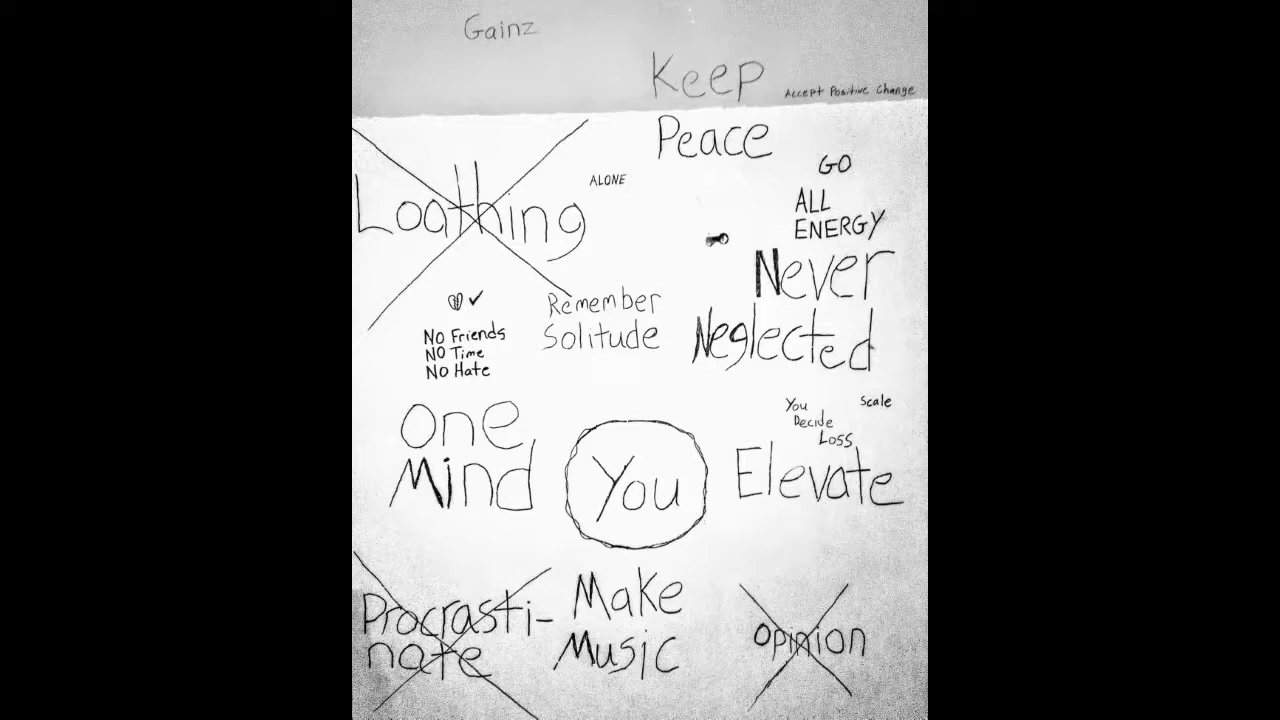 Gainz
Keep
Accept Positive Change
Peace
GO
ALONE
ALL
ENERGY
Loathing
Never
Remember
Solitude
Neglected
NO Friends
NO Time
NO Hate
You
Decide
Loss
Scale
One
Mind
You
Elevate
Procrasti-
nate
Make
Music
Opinion